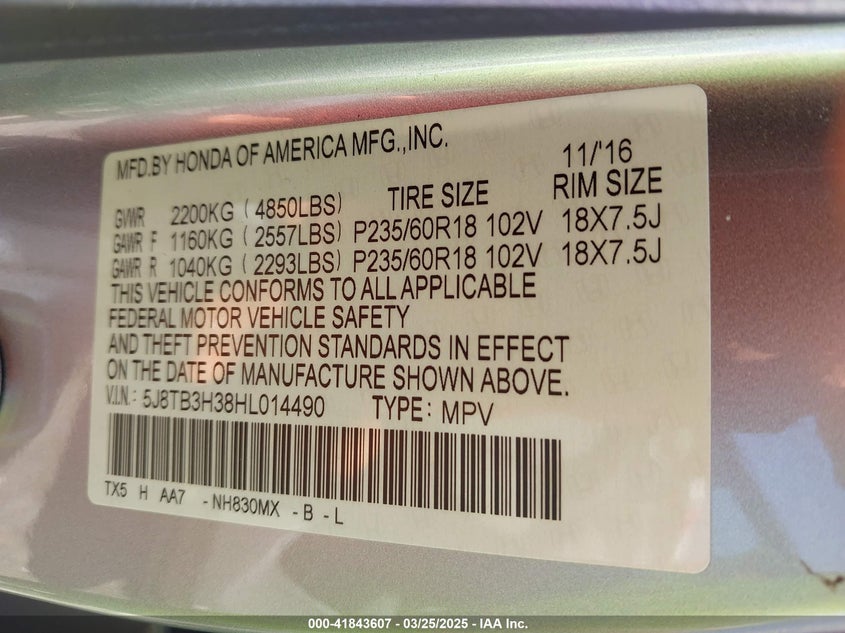 MFD.BY HONDA OF AMERICA MFG.,INC. 11/'16
GVWR 2200KG ( 4850LBS) TIRE SIZE RIM SIZE
GAWR F 1160KG ( 2557LBS) P235/60R18 102V 18X7.5J
GAWR R 1040KG ( 2293LBS) P235/60R18 102V 18X7.5J
THIS VEHICLE CONFORMS TO ALL APPLICABLE
FEDERAL MOTOR VEHICLE SAFETY
AND THEFT PREVENTION STANDARDS IN EFFECT
ON THE DATE OF MANUFACTURE SHOWN ABOVE.
V.I.N.: 5J8TB3H38HL014490 TYPE: MPV
TX5 H AA7 -NH830MX -B -L
000-41843607 - 03/25/2025 - IAA Inc.